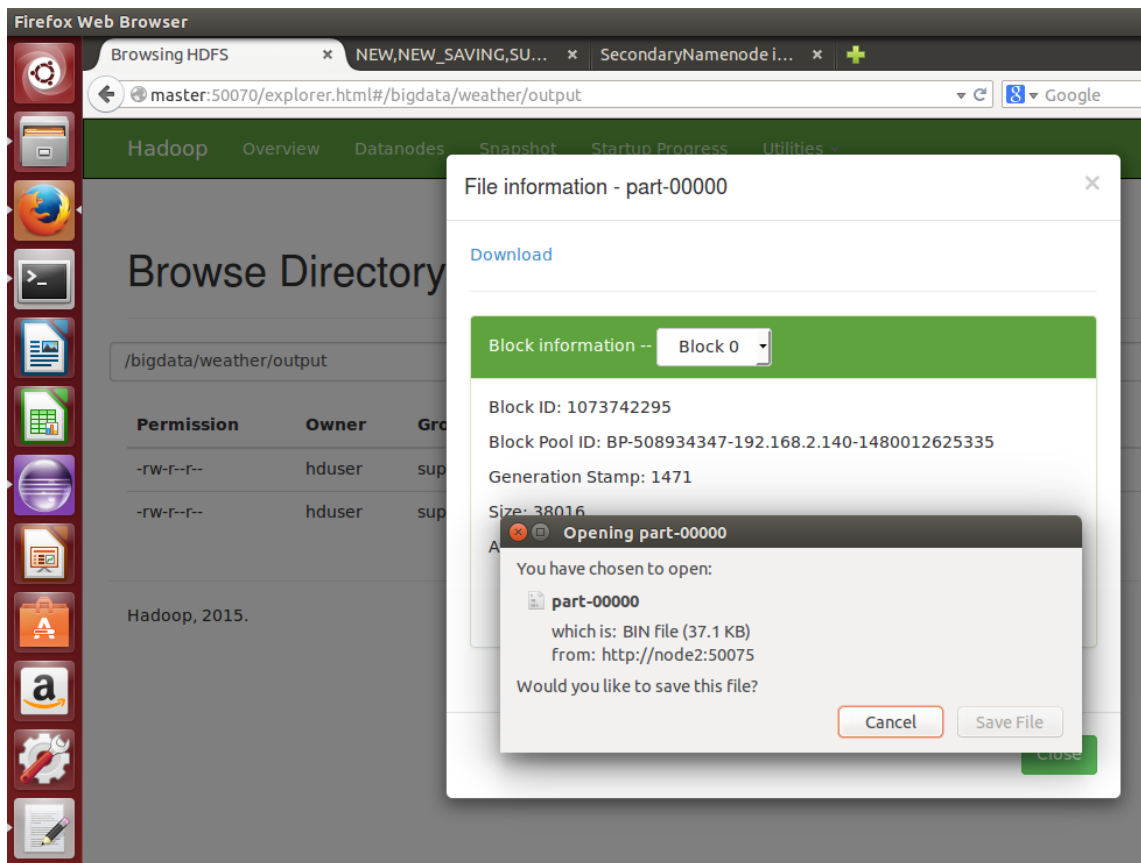 Firefox Web Browser
Browsing HDFS × NEW,NEW_SAVING,SU... × SecondaryNamenode i... ×
master:50070/explorer.html#/bigdata/weather/output 8 Google
Hadoop Overview Datanodes Snapshot Startup Progress Utilities
File information - part-00000 ×
Download
Browse Directory
Block information -- Block 0
/bigdata/weather/output
Block ID: 1073742295
Permission Owner Gro
Block Pool ID: BP-508934347-192.168.2.140-1480012625335
-rw-r--r-- hduser sup
Generation Stamp: 1471
-rw-r--r-- hduser sup
Size: 38016
A
Opening part-00000
You have chosen to open:
part-00000
which is: BIN file (37.1 KB)
from: http://node2:50075
Would you like to save this file?
Cancel Save File
Close
Hadoop, 2015.